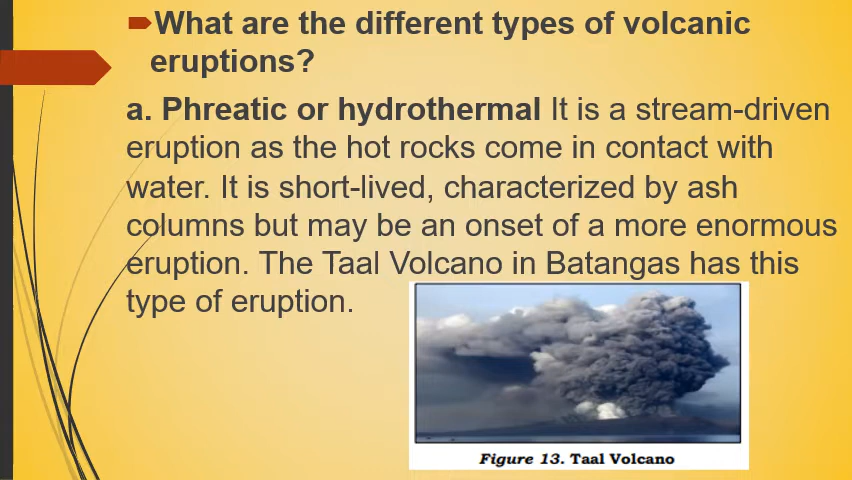 What are the different types of volcanic
eruptions?
a. Phreatic or hydrothermal It is a stream-driven
eruption as the hot rocks come in contact with
water. It is short-lived, characterized by ash
columns but may be an onset of a more enormous
eruption. The Taal Volcano in Batangas has this
type of eruption.
Figure 13. Taal Volcano